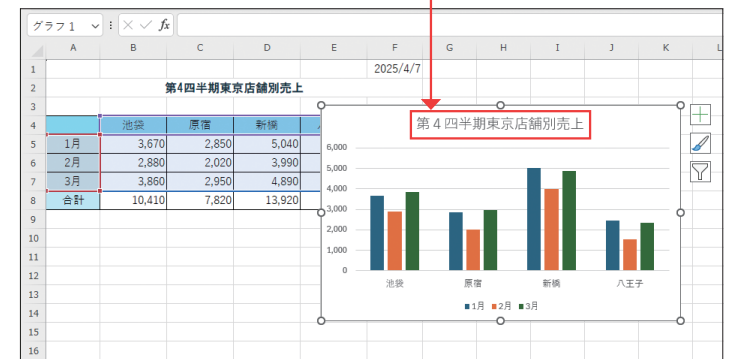 グラフ 1 fx
A B C D E F G H I J K L
1 2025/4/7
2 第4四半期東京店舗別売上
3
4 池袋 原宿 新橋
5 1月 3,670 2,850 5,040
6 2月 2,880 2,020 3,990
7 3月 3,860 2,950 4,890
8 合計 10,410 7,820 13,920
9
10
11
12
13
14
15
16
第４四半期東京店舗別売上
6,000
5,000
4,000
3,000
2,000
1,000
0
池袋 原宿 新橋 八王子
1月 2月 3月